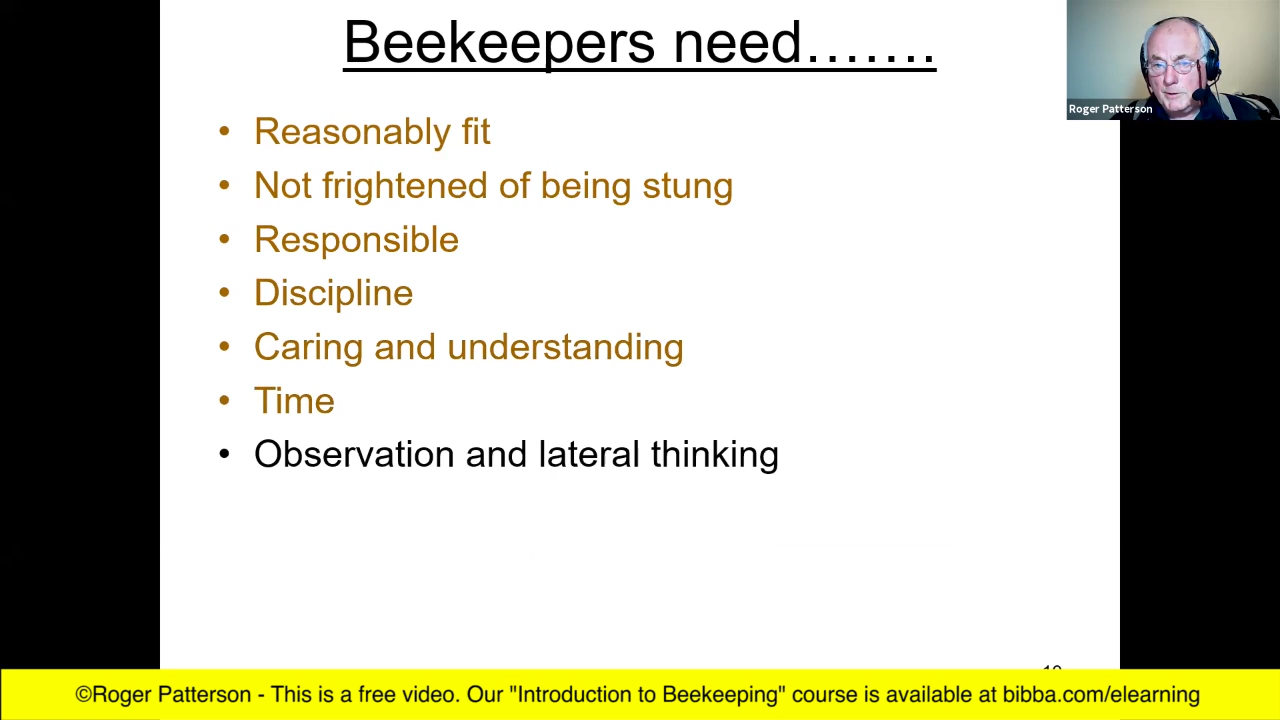 Beekeepers need…….
Roger Patterson
• Reasonably fit
• Not frightened of being stung
• Responsible
• Discipline
• Caring and understanding
• Time
• Observation and lateral thinking
©Roger Patterson - This is a free video. Our "Introduction to Beekeeping" course is available at bibba.com/elearning